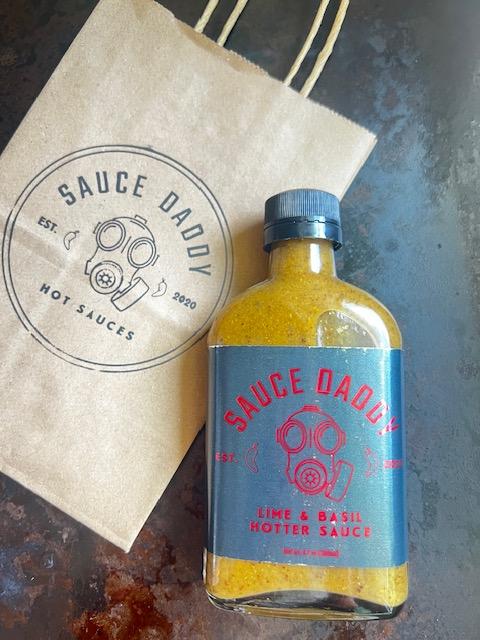 SAUCE DADDY
EST.
2020
HOT SAUCES
SAUCE DADDY
EST.
LIME & BASIL
HOTTER SAUCE